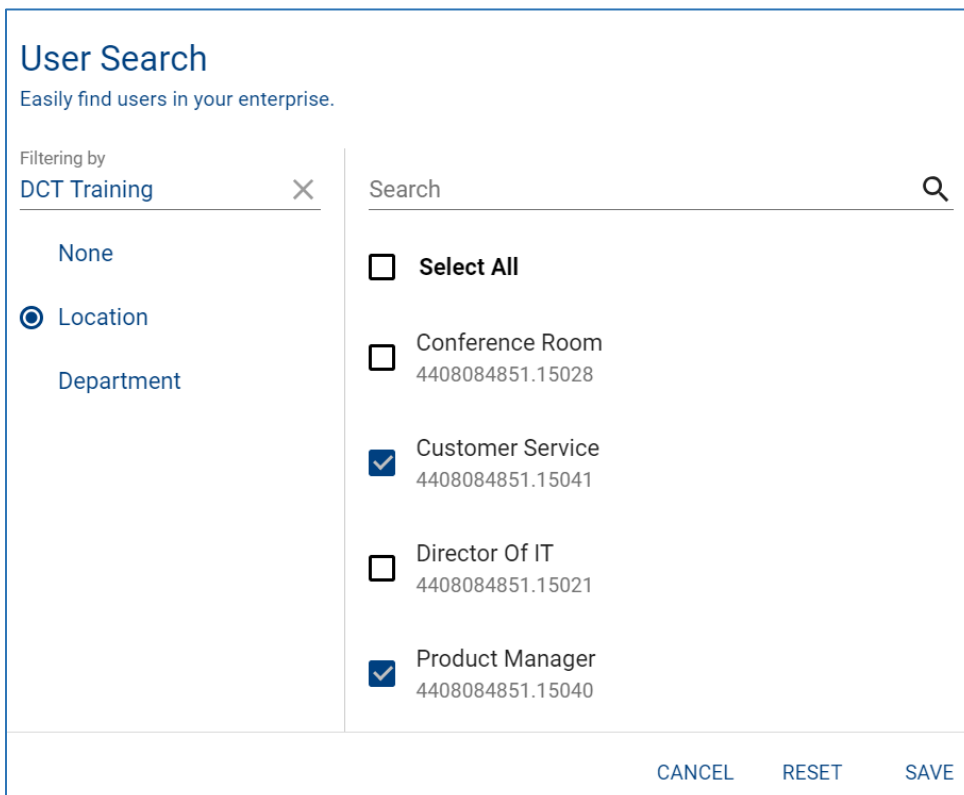 User Search
Easily find users in your enterprise.
Filtering by
DCT Training
None
Location
Department
Search
Select All
Conference Room
4408084851.15028
Customer Service
4408084851.15041
Director Of IT
4408084851.15021
Product Manager
4408084851.15040
CANCEL RESET SAVE